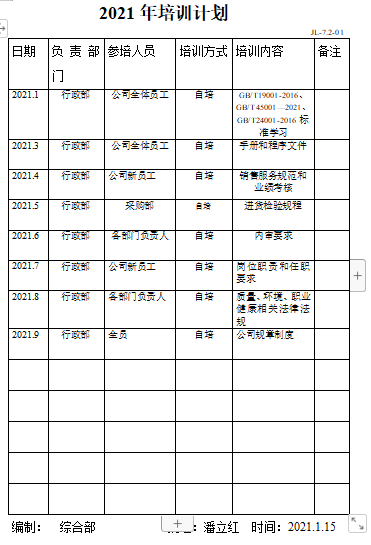 2021 年培训计划
JL-7.2-01
日期 负责部门 参培人员 培训方式 培训内容 备注
2021.1 行政部 公司全体员工 自培 GB/T19001-2016、
GB/T45001—2021、
GB/T24001-2016 标
准学习
2021.3 行政部 公司全体员工 自培 手册和程序文件
2021.4 行政部 公司新员工 自培 销售服务规范和
业绩考核
2021.5 行政部 采购部 自培 进货检验规程
2021.6 行政部 各部门负责人 自培 内审要求
2021.7 行政部 公司新员工 自培 岗位职责和任职
要求
2021.8 行政部 各部门负责人 自培 质量、环境、职业
健康相关法律法
规
2021.9 行政部 全员 自培 公司规章制度
编制： 综合部 ：潘立红 时间：2021.1.15